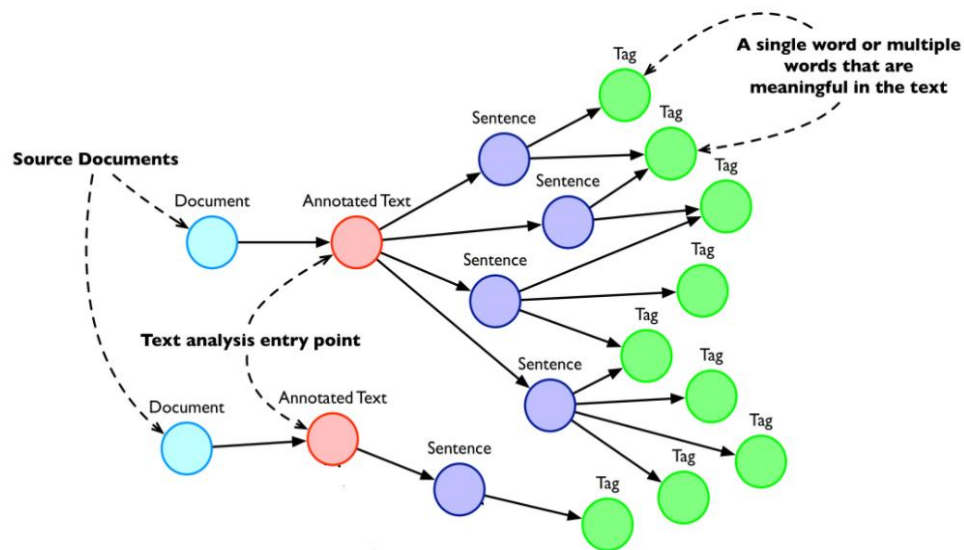 Tag
A single word or multiple
words that are
meaningful in the text
Sentence
Tag
Source Documents
Sentence
Tag
Document
Annotated Text
Sentence
Tag
Tag
Text analysis entry point
Sentence
Tag
Document
Annotated Text
Tag
Sentence
Tag
Tag